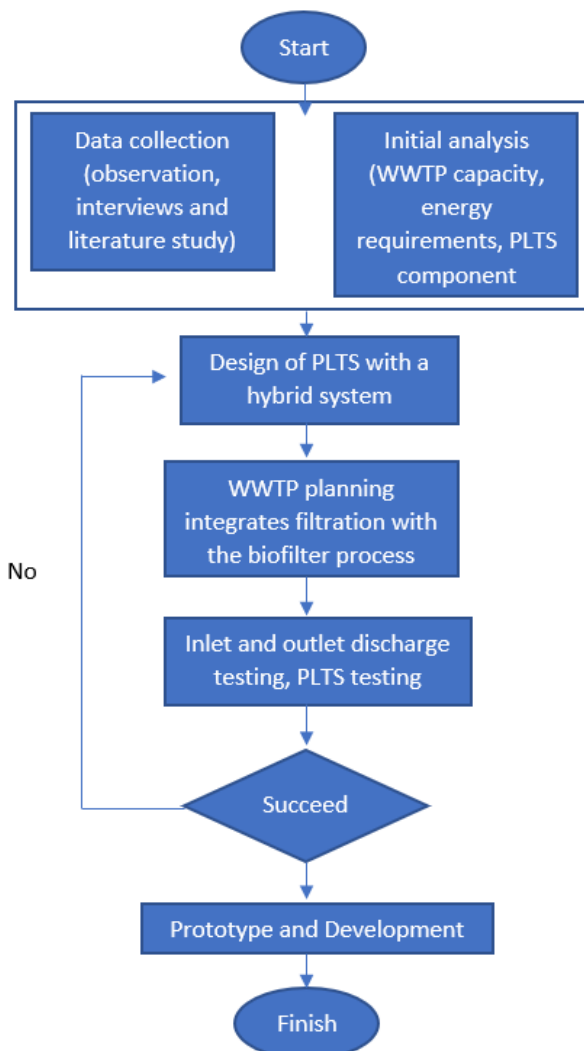 Start
Data collection
(observation,
interviews and
literature study)
Initial analysis
(WWTP capacity,
energy
requirements, PLTS
component
Design of PLTS with a
hybrid system
WWTP planning
integrates filtration with
the biofilter process
No
Inlet and outlet discharge
testing, PLTS testing
Succeed
Prototype and Development
Finish